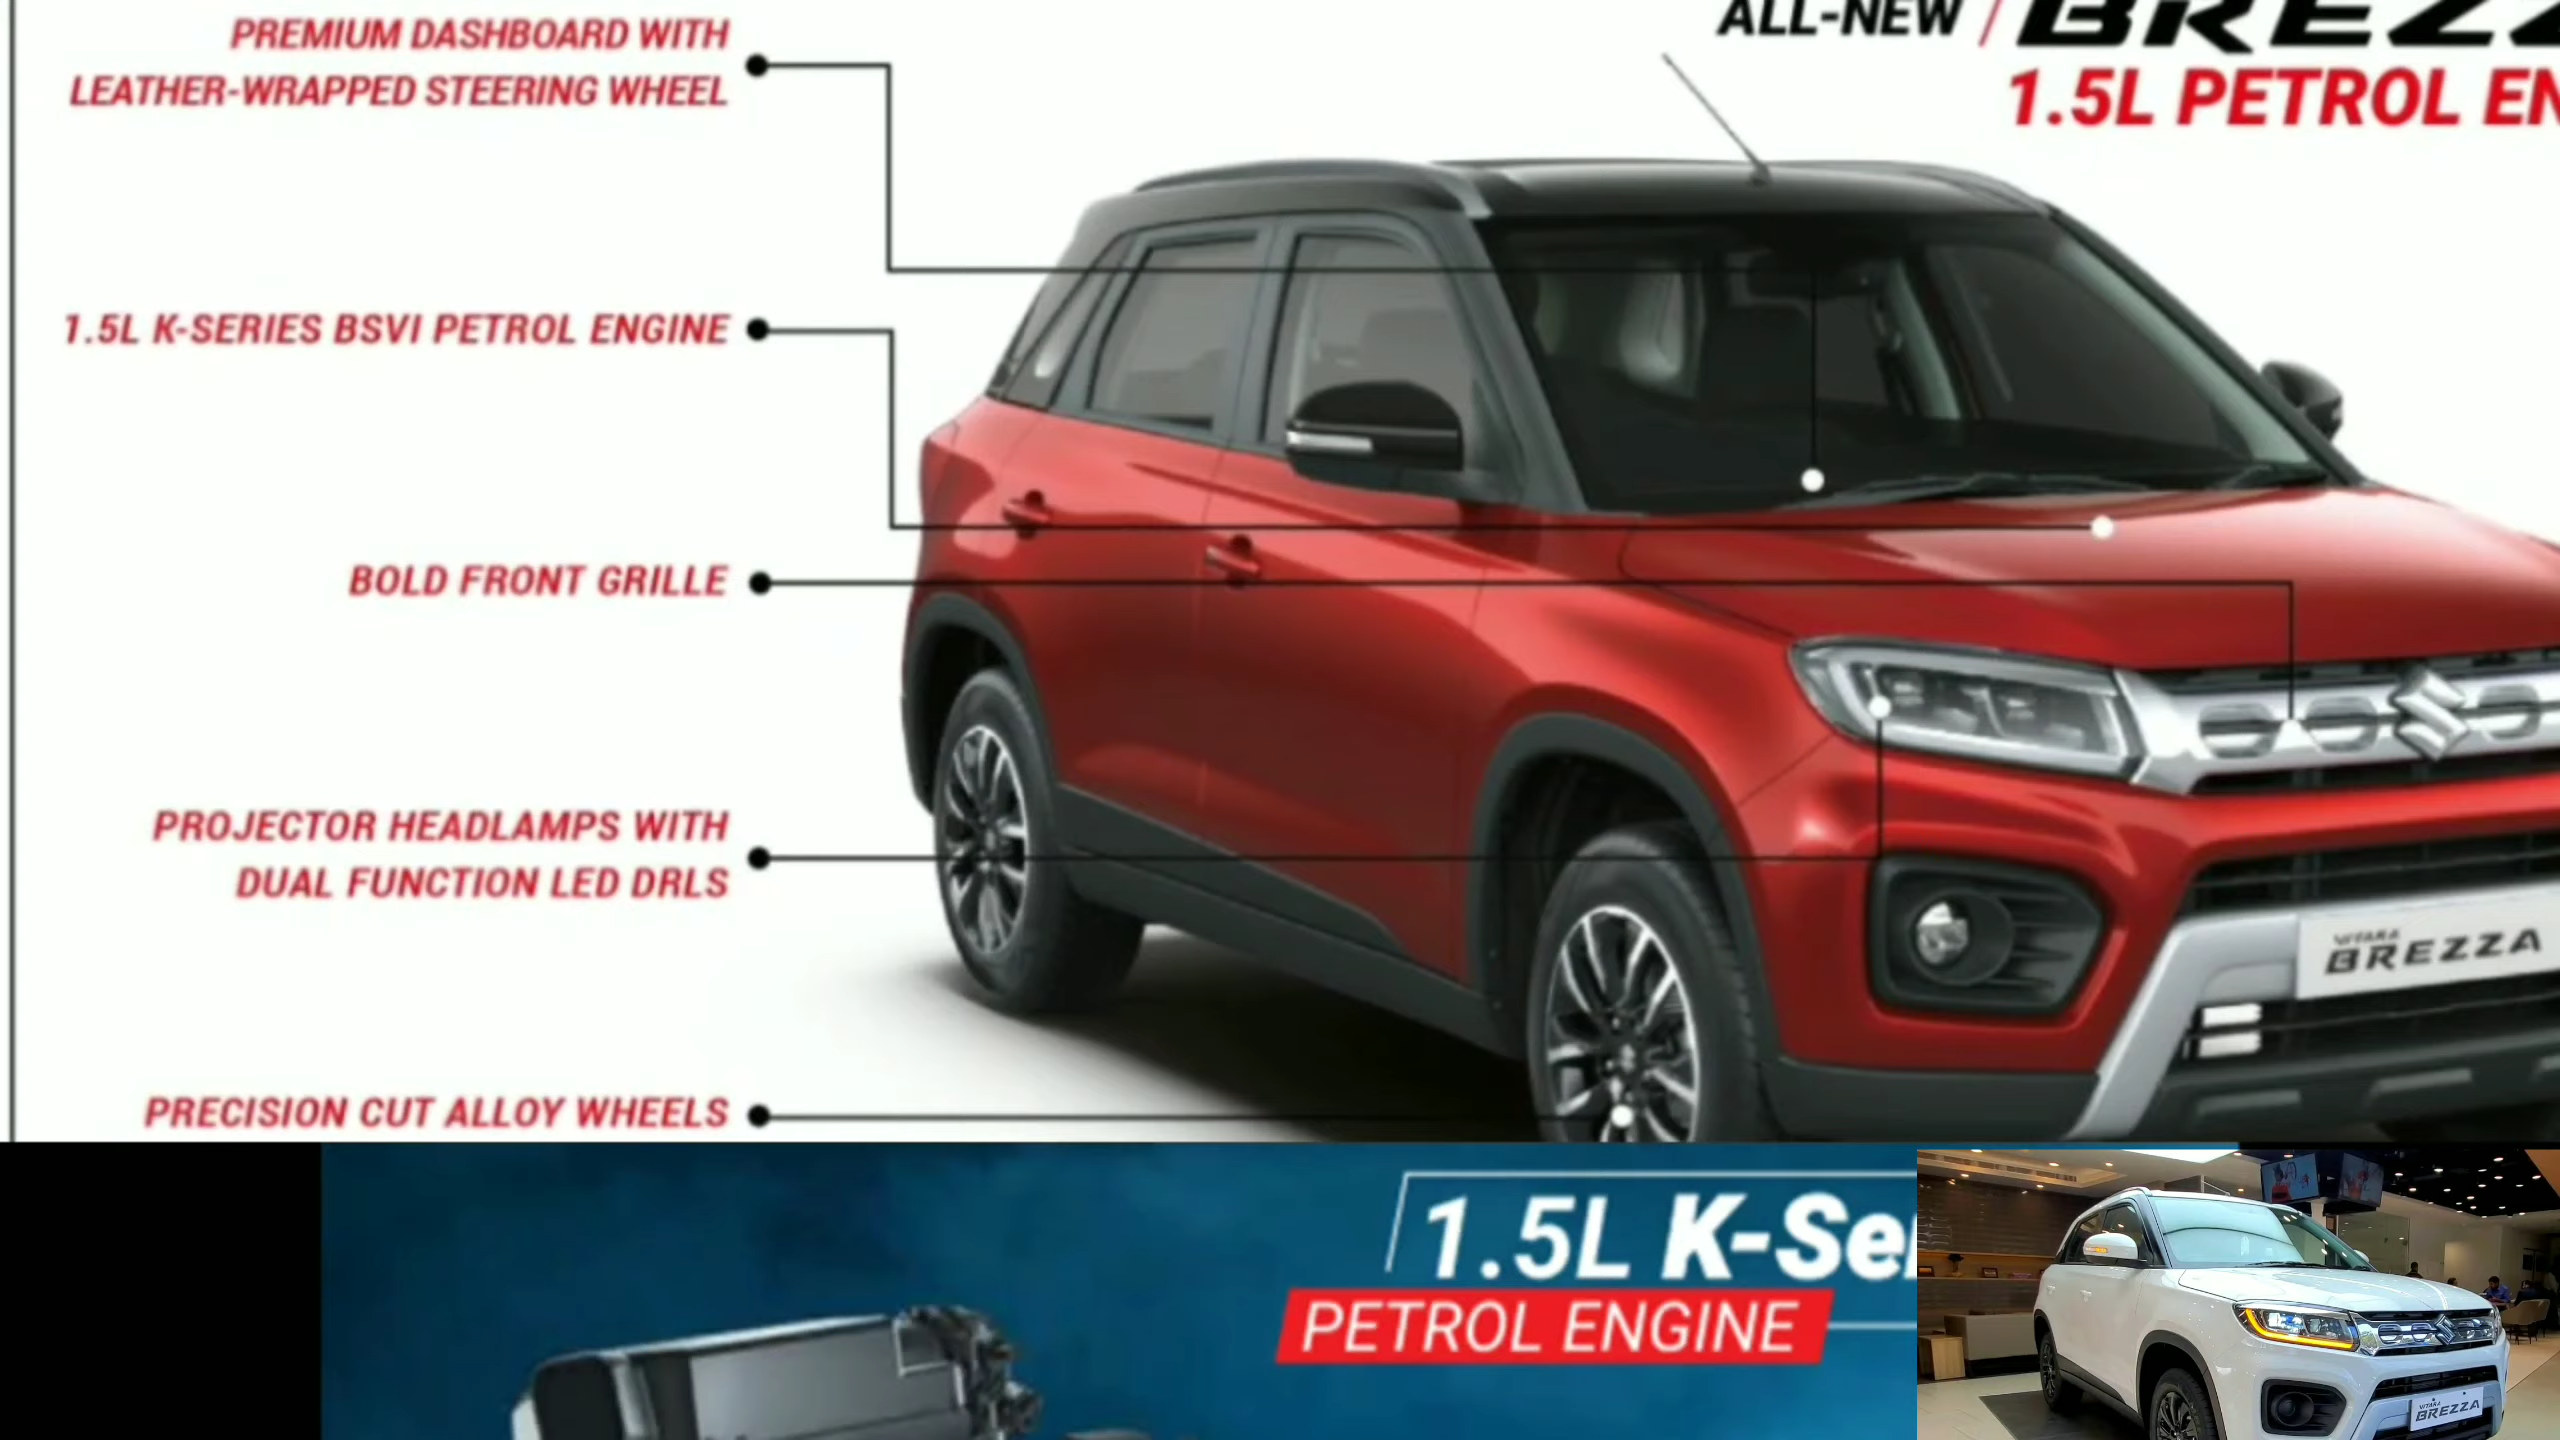 PREMIUM DASHBOARD WITH
LEATHER-WRAPPED STEERING WHEEL
ALL-NEW
1.5L PETROL
1.5L K-SERIES BSVI PETROL ENGINE
BOLD FRONT GRILLE
PROJECTOR HEADLAMPS WITH
DUAL FUNCTION LED DRLS
VITARA
BREZZA
PRECISION CUT ALLOY WHEELS
1.5L K-Se
PETROL ENGINE
VITARA
BREZZA